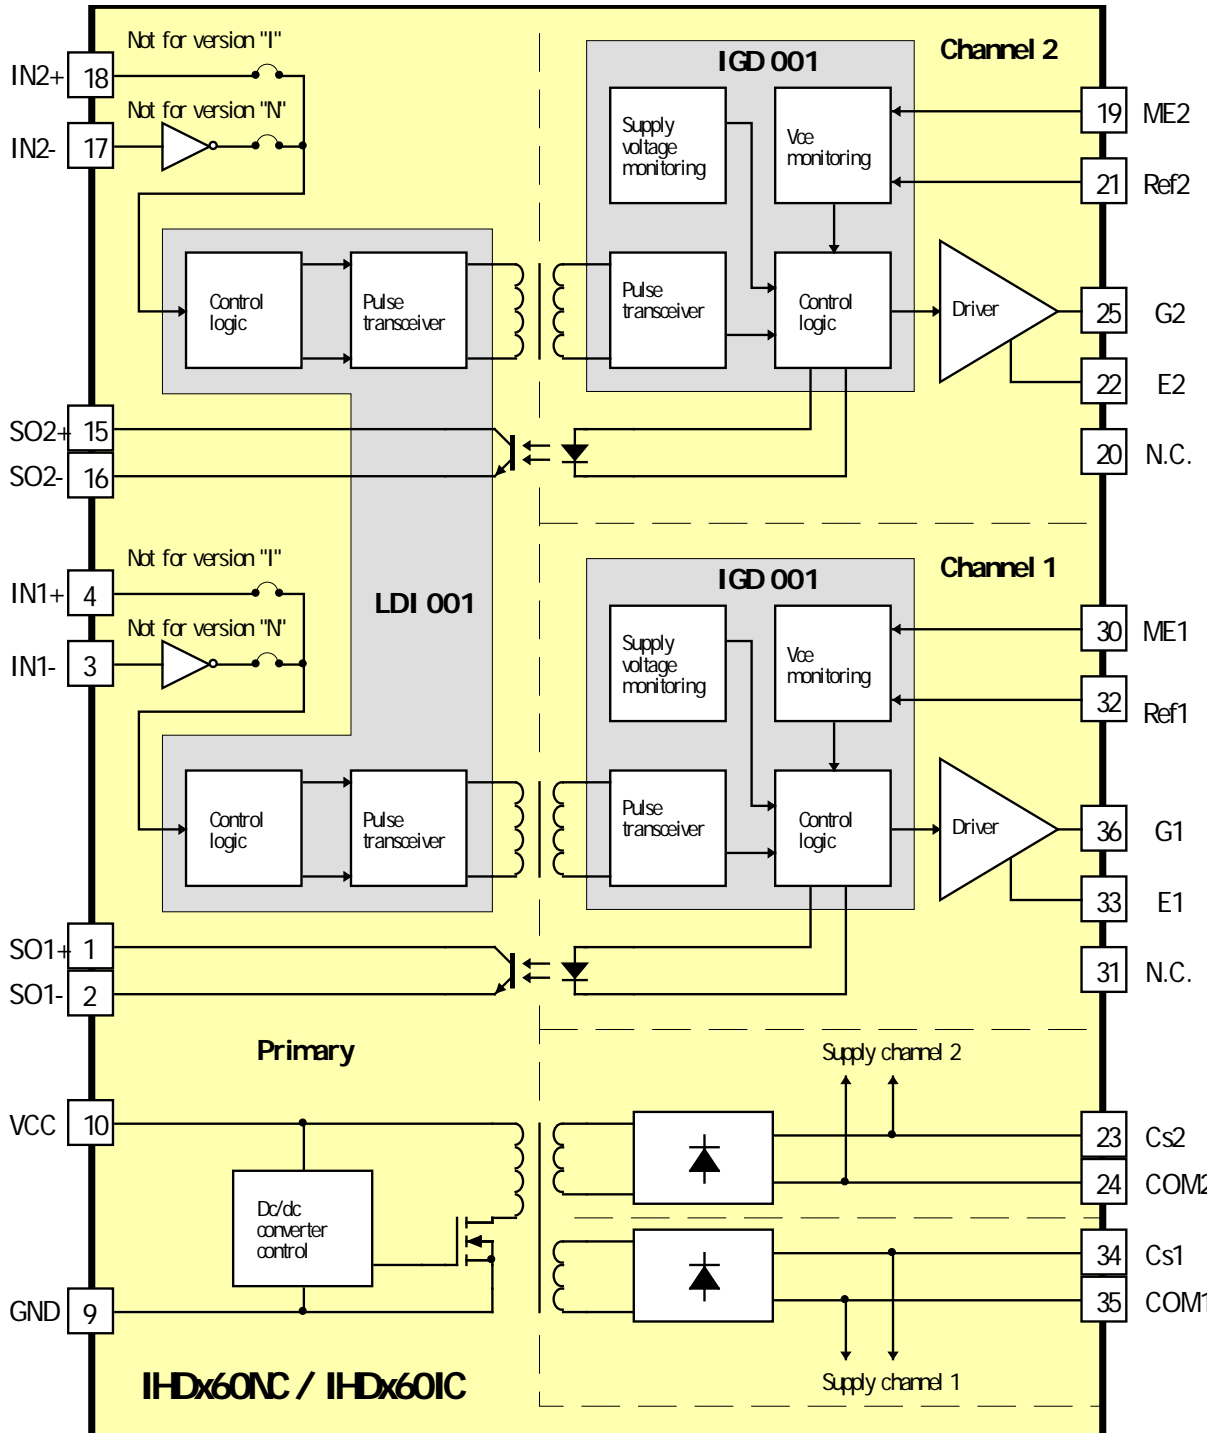 Not for version "I"
IGD 001
Channel 2
IN2+ 18
Not for version "N"
IN2- 17
Supply
voltage
monitoring
Vce
monitoring
19 ME2
21 Ref2
Control
logic
Pulse
transceiver
Pulse
transceiver
Control
logic
Driver
25 G2
22 E2
SO2+ 15
SO2- 16
20 N.C.
Not for version "I"
IGD 001
Channel 1
IN1+ 4
LDI 001
Not for version "N"
IN1- 3
Supply
voltage
monitoring
Vce
monitoring
30 ME1
32 Ref1
Control
logic
Pulse
transceiver
Pulse
transceiver
Control
logic
Driver
36 G1
33 E1
SO1+ 1
SO1- 2
31 N.C.
Primary
Supply channel 2
VCC 10
23 Cs2
24 COM2
Dc/dc
converter
control
34 Cs1
35 COM1
GND 9
IHDx60NC / IHDx60IC
Supply channel 1